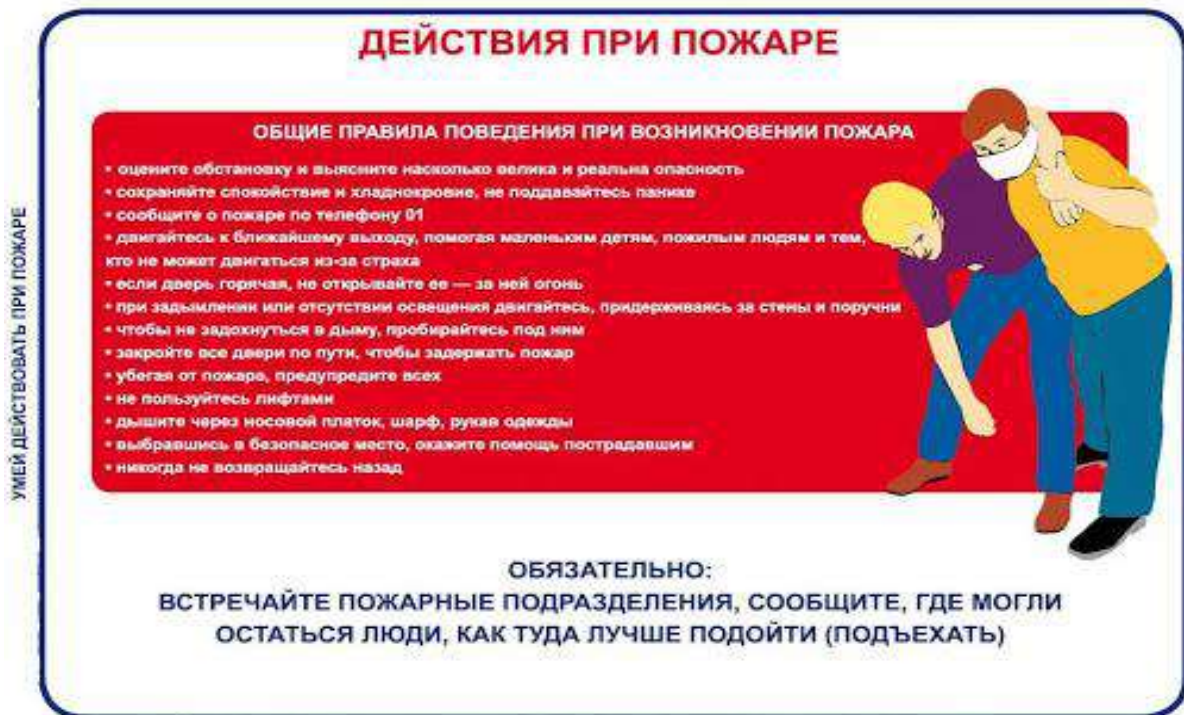 ДЕЙСТВИЯ ПРИ ПОЖАРЕ
ОБЩИЕ ПРАВИЛА ПОВЕДЕНИЯ ПРИ ВОЗНИКНОВЕНИИ ПОЖАРА
• оцените обстановку и выясните насколько велика и реальна опасность
• сохраняйте спокойствие и хладнокровие, не поддавайтесь панике
• сообщите о пожаре по телефону 01
• двигайтесь к ближайшему выходу, помогая маленьким детям, пожилым людям и тем,
кто не может двигаться из-за страха
• если дверь горячая, не открывайте ее — за ней огонь
• при задымлении или отсутствии освещения двигайтесь, придерживаясь за стены и поручни
• чтобы не задохнуться в дыму, пробирайтесь под ним
• закройте все двери по пути, чтобы задержать пожар
• убегая от пожара, предупредите всех
• не пользуйтесь лифтами
• дышите через носовой платок, шарф, рукав одежды
• выбравшись в безопасное место, окажите помощь пострадавшим
• никогда не возвращайтесь назад
ОБЯЗАТЕЛЬНО:
ВСТРЕЧАЙТЕ ПОЖАРНЫЕ ПОДРАЗДЕЛЕНИЯ, СООБЩИТЕ, ГДЕ МОГЛИ
ОСТАТЬСЯ ЛЮДИ, КАК ТУДА ЛУЧШЕ ПОДОЙТИ (ПОДЪЕХАТЬ)
УМЕЙ ДЕЙСТВОВАТЬ ПРИ ПОЖАРЕ